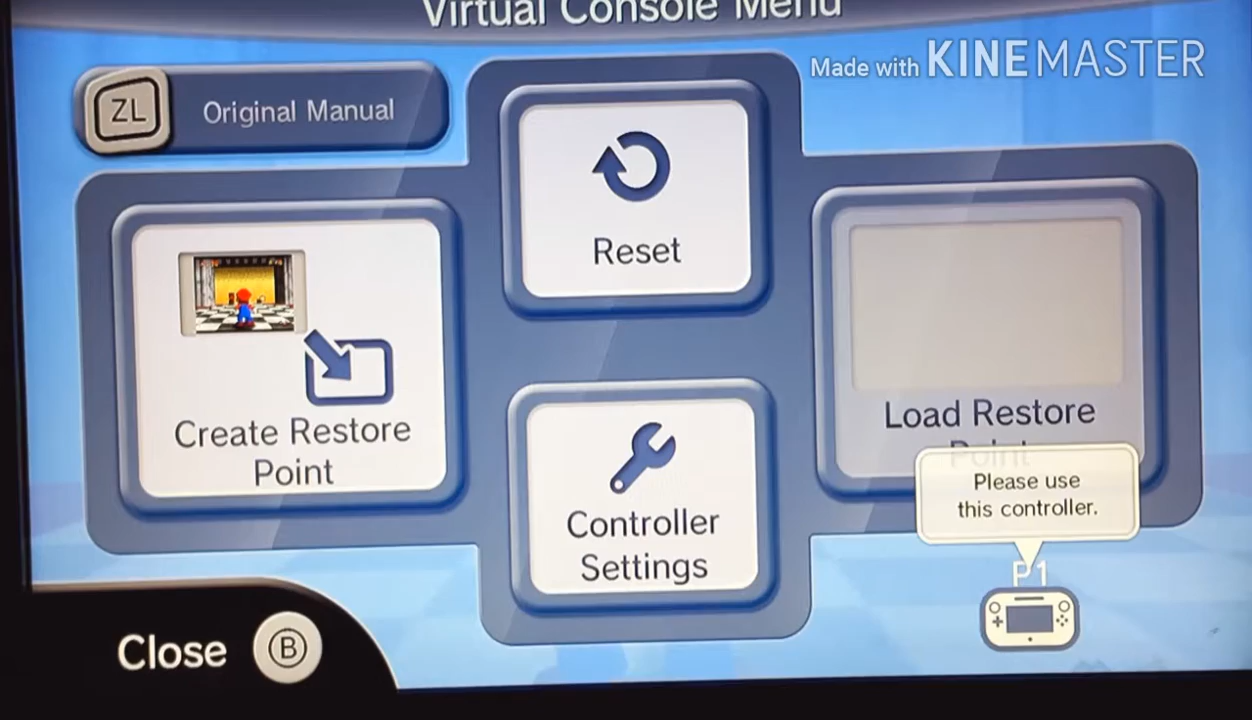 Virtual Console Menu
Made with KINEMASTER
ZL
Original Manual
Reset
Create Restore
Point
Load Restore
Point
Controller
Settings
Please use
this controller.
P1
Close
B